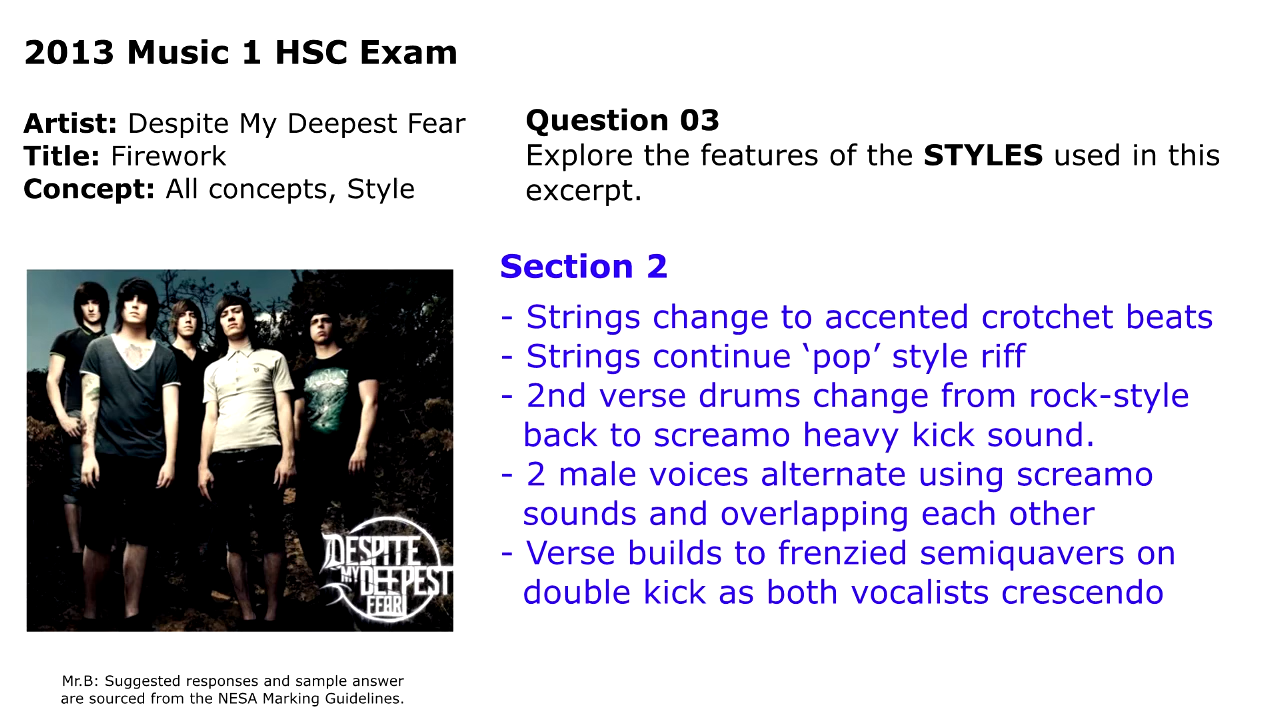 2013 Music 1 HSC Exam
Artist: Despite My Deepest Fear
Title: Firework
Concept: All concepts, Style
Question 03
Explore the features of the STYLES used in this
excerpt.
Section 2
- Strings change to accented crotchet beats
- Strings continue ‘pop’ style riff
- 2nd verse drums change from rock-style
back to screamo heavy kick sound.
- 2 male voices alternate using screamo
sounds and overlapping each other
- Verse builds to frenzied semiquavers on
double kick as both vocalists crescendo
DESPITE
MY DEEPEST
FEAR
Mr.B: Suggested responses and sample answer
are sourced from the NESA Marking Guidelines.